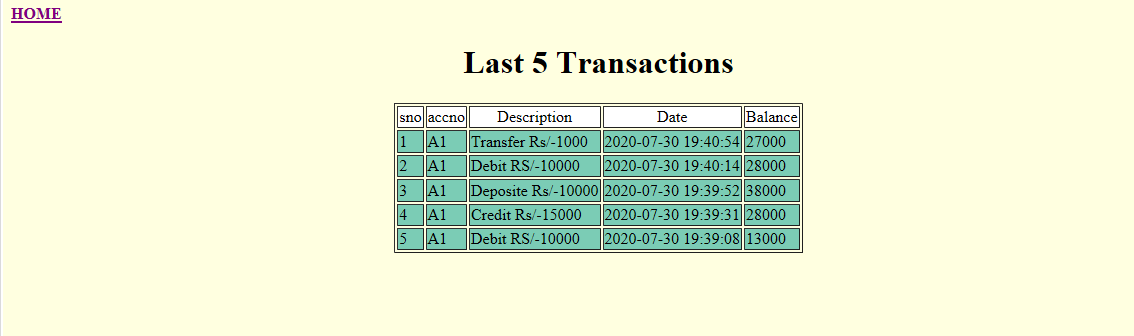 HOME
Last 5 Transactions
sno accno Description Date Balance
1 A1 Transfer Rs/-1000 2020-07-30 19:40:54 27000
2 A1 Debit RS/-10000 2020-07-30 19:40:14 28000
3 A1 Deposite Rs/-10000 2020-07-30 19:39:52 38000
4 A1 Credit Rs/-15000 2020-07-30 19:39:31 28000
5 A1 Debit RS/-10000 2020-07-30 19:39:08 13000